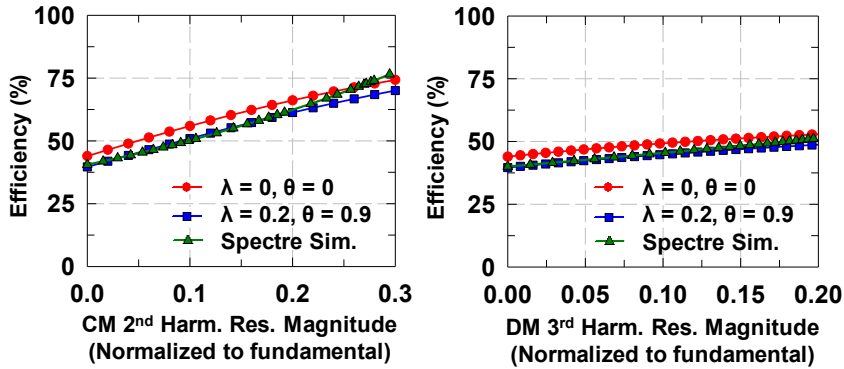 100
75
50
25
0
Efficiency (%)
λ = 0, θ = 0
λ = 0.2, θ = 0.9
Spectre Sim.
0.0 0.1 0.2 0.3
CM 2nd Harm. Res. Magnitude
(Normalized to fundamental)
100
75
50
25
0
Efficiency (%)
λ = 0, θ = 0
λ = 0.2, θ = 0.9
Spectre Sim.
0.00 0.05 0.10 0.15 0.20
DM 3rd Harm. Res. Magnitude
(Normalized to fundamental)